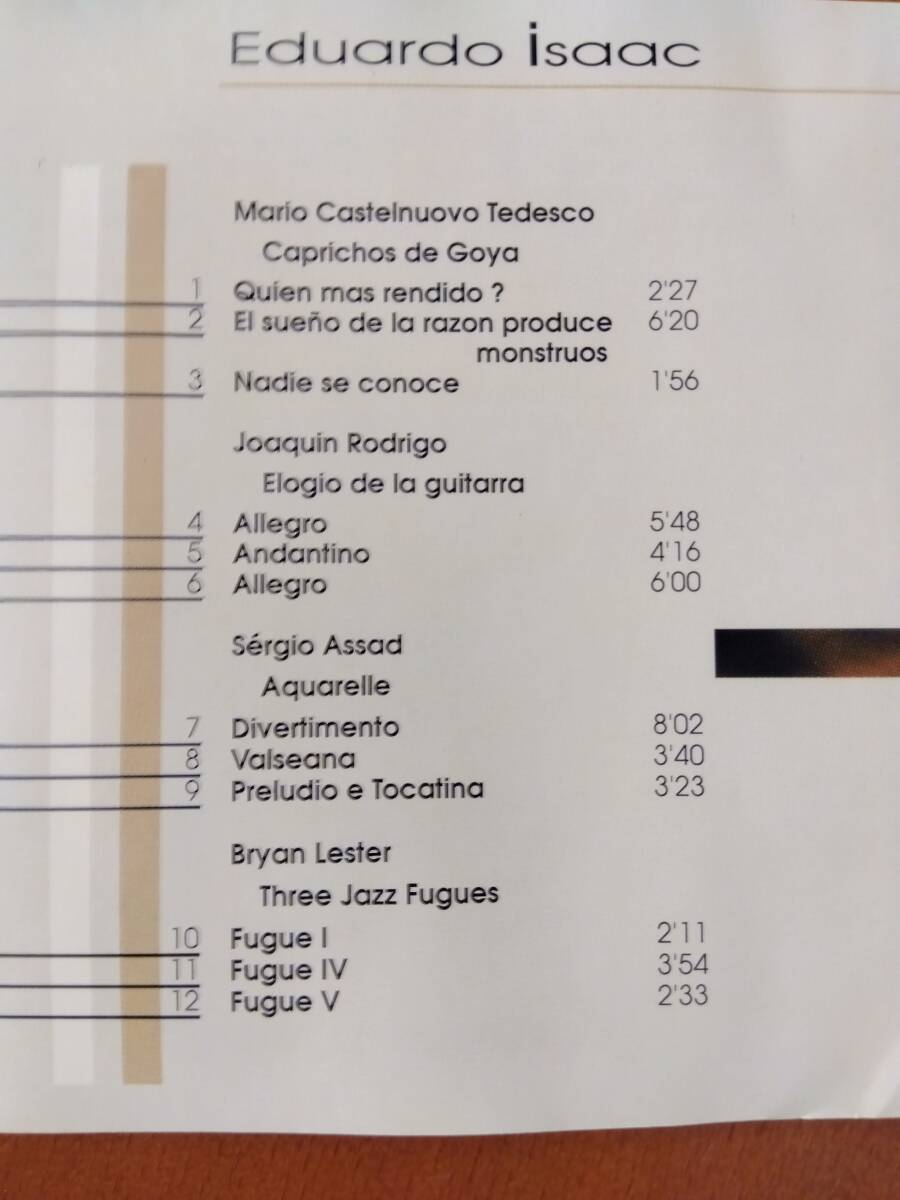 Eduardo isaac
Mario Castelnuovo Tedesco
Caprichos de Goya
1 Quien mas rendido ? 2'27
2 El sueño de la razon produce 6'20
monstruos
3 Nadie se conoce 1'56
Joaquin Rodrigo
Elogio de la guitarra
4 Allegro 5'48
5 Andantino 4'16
6 Allegro 6'00
Sérgio Assad
Aquarelle
7 Divertimento 8'02
8 Valseana 3'40
9 Preludio e Tocatina 3'23
Bryan Lester
Three Jazz Fugues
10 Fugue I 2'11
11 Fugue IV 3'54
12 Fugue V 2'33